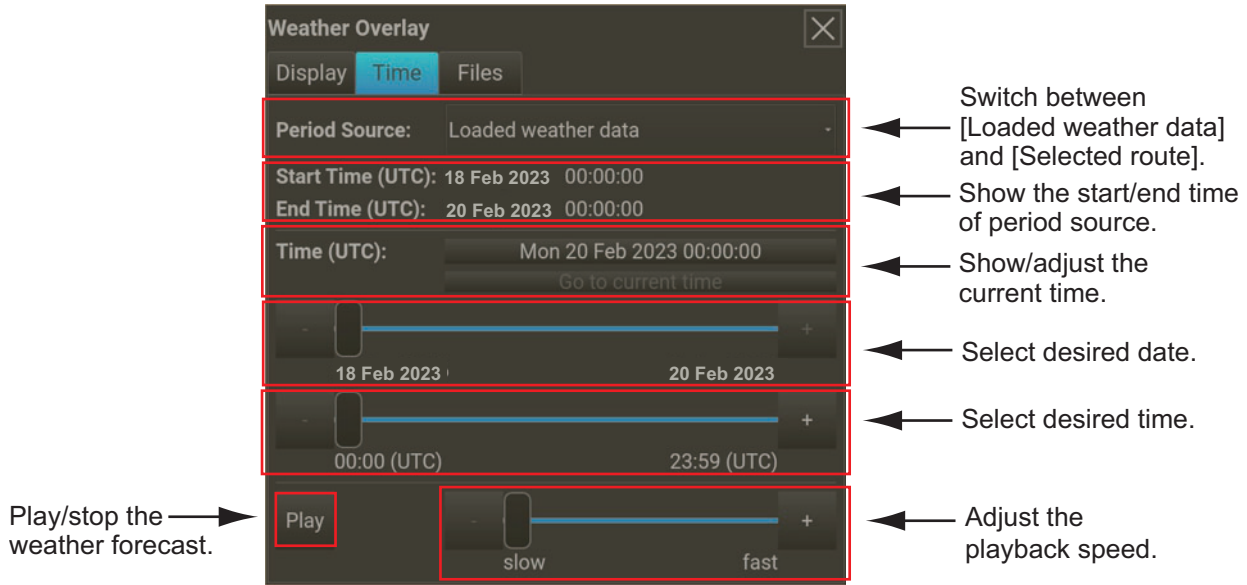 Weather Overlay
Display Time Files
Period Source: Loaded weather data
Switch between
[Loaded weather data]
and [Selected route].
Start Time (UTC): 18 Feb 2023 00:00:00
End Time (UTC): 20 Feb 2023 00:00:00
Show the start/end time
of period source.
Time (UTC): Mon 20 Feb 2023 00:00:00
Go to current time
Show/adjust the
current time.
- +
18 Feb 2023 20 Feb 2023
Select desired date.
- +
00:00 (UTC) 23:59 (UTC)
Select desired time.
Play/stop the
weather forecast.
Play - +
slow fast
Adjust the
playback speed.